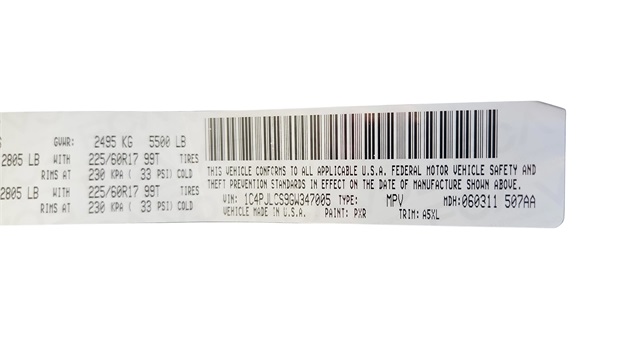 S GVWR: 2495 KG 5500 LB
2805 LB WITH 225/60R17 99T TIRES
RIMS AT 230 KPA ( 33 PSI) COLD
2805 LB WITH 225/60R17 99T TIRES
RIMS AT 230 KPA ( 33 PSI) COLD
THIS VEHICLE CONFORMS TO ALL APPLICABLE U.S.A. FEDERAL MOTOR VEHICLE SAFETY AND
THEFT PREVENTION STANDARDS IN EFFECT ON THE DATE OF MANUFACTURE SHOWN ABOVE.
VIN: 1C4PJLCS9GW347005 TYPE: MPV MDH:060311 507AA
VEHICLE MADE IN U.S.A. PAINT: PXR TRIM: A5XL